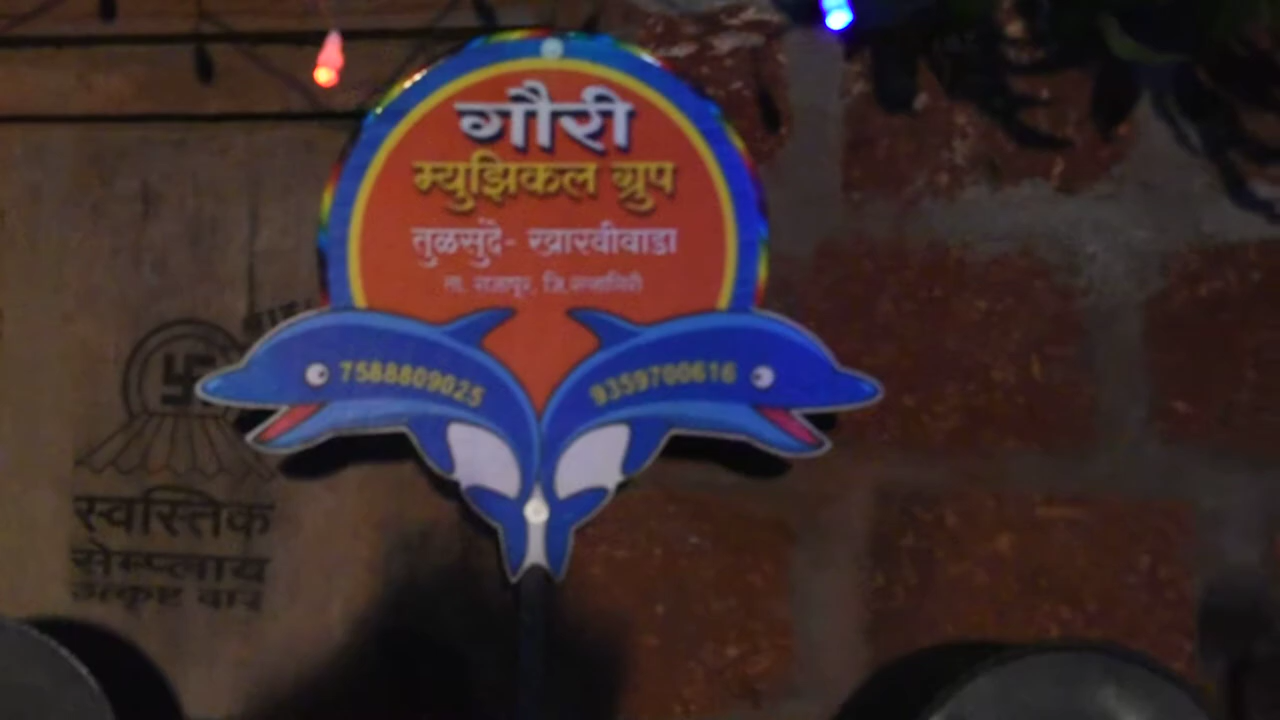 गौरी
म्युझिकल ग्रुप
तुळसुंदे- खारवीवाडा
ता. राजापूर, जि.रत्नागिरी
7588809025
9359700616
स्वस्तिक
सेम्प्लाय